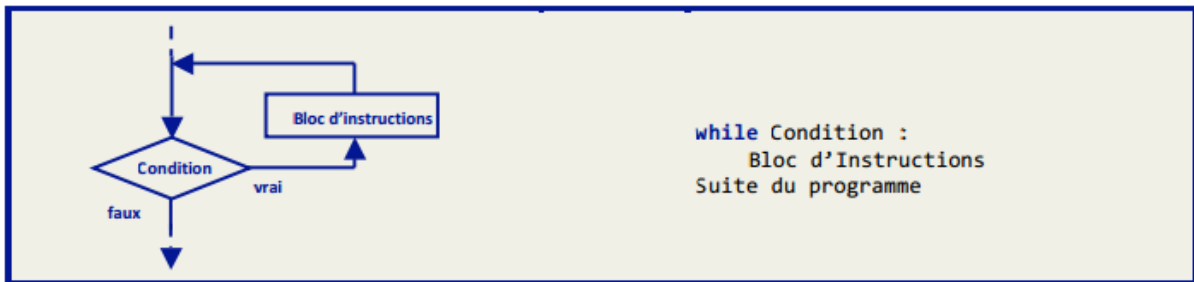 Bloc d'instructions
Condition
vrai
faux
while Condition :
Bloc d'Instructions
Suite du programme